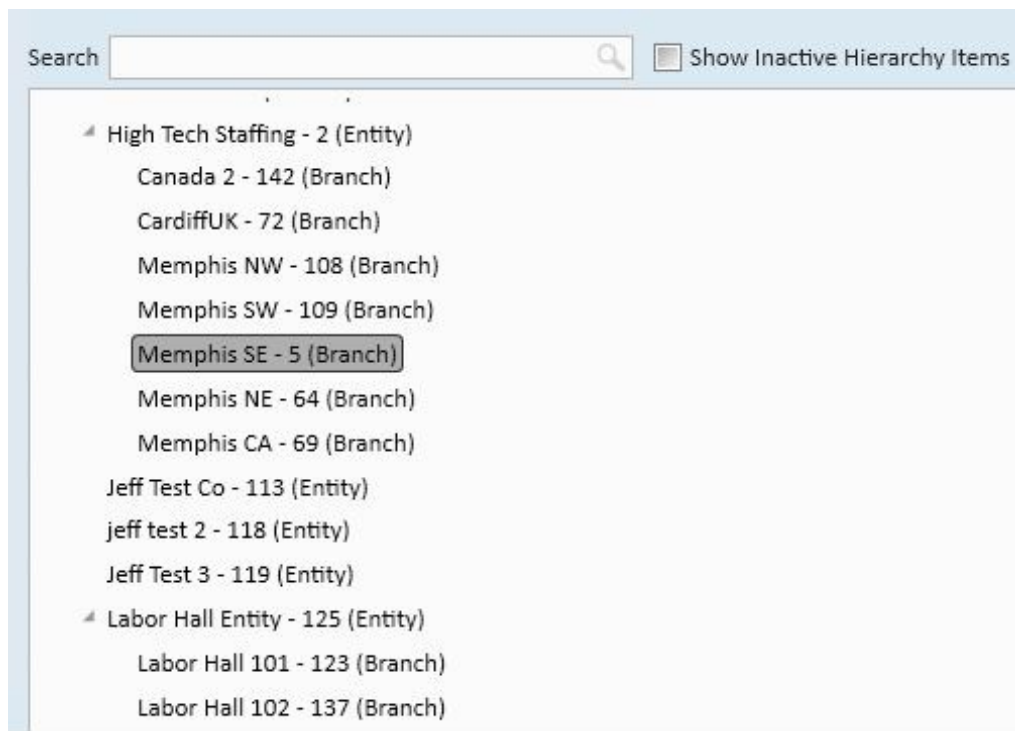 Search Show Inactive Hierarchy Items
High Tech Staffing - 2 (Entity)
Canada 2 - 142 (Branch)
CardiffUK - 72 (Branch)
Memphis NW - 108 (Branch)
Memphis SW - 109 (Branch)
Memphis SE - 5 (Branch)
Memphis NE - 64 (Branch)
Memphis CA - 69 (Branch)
Jeff Test Co - 113 (Entity)
jeff test 2 - 118 (Entity)
Jeff Test 3 - 119 (Entity)
Labor Hall Entity - 125 (Entity)
Labor Hall 101 - 123 (Branch)
Labor Hall 102 - 137 (Branch)